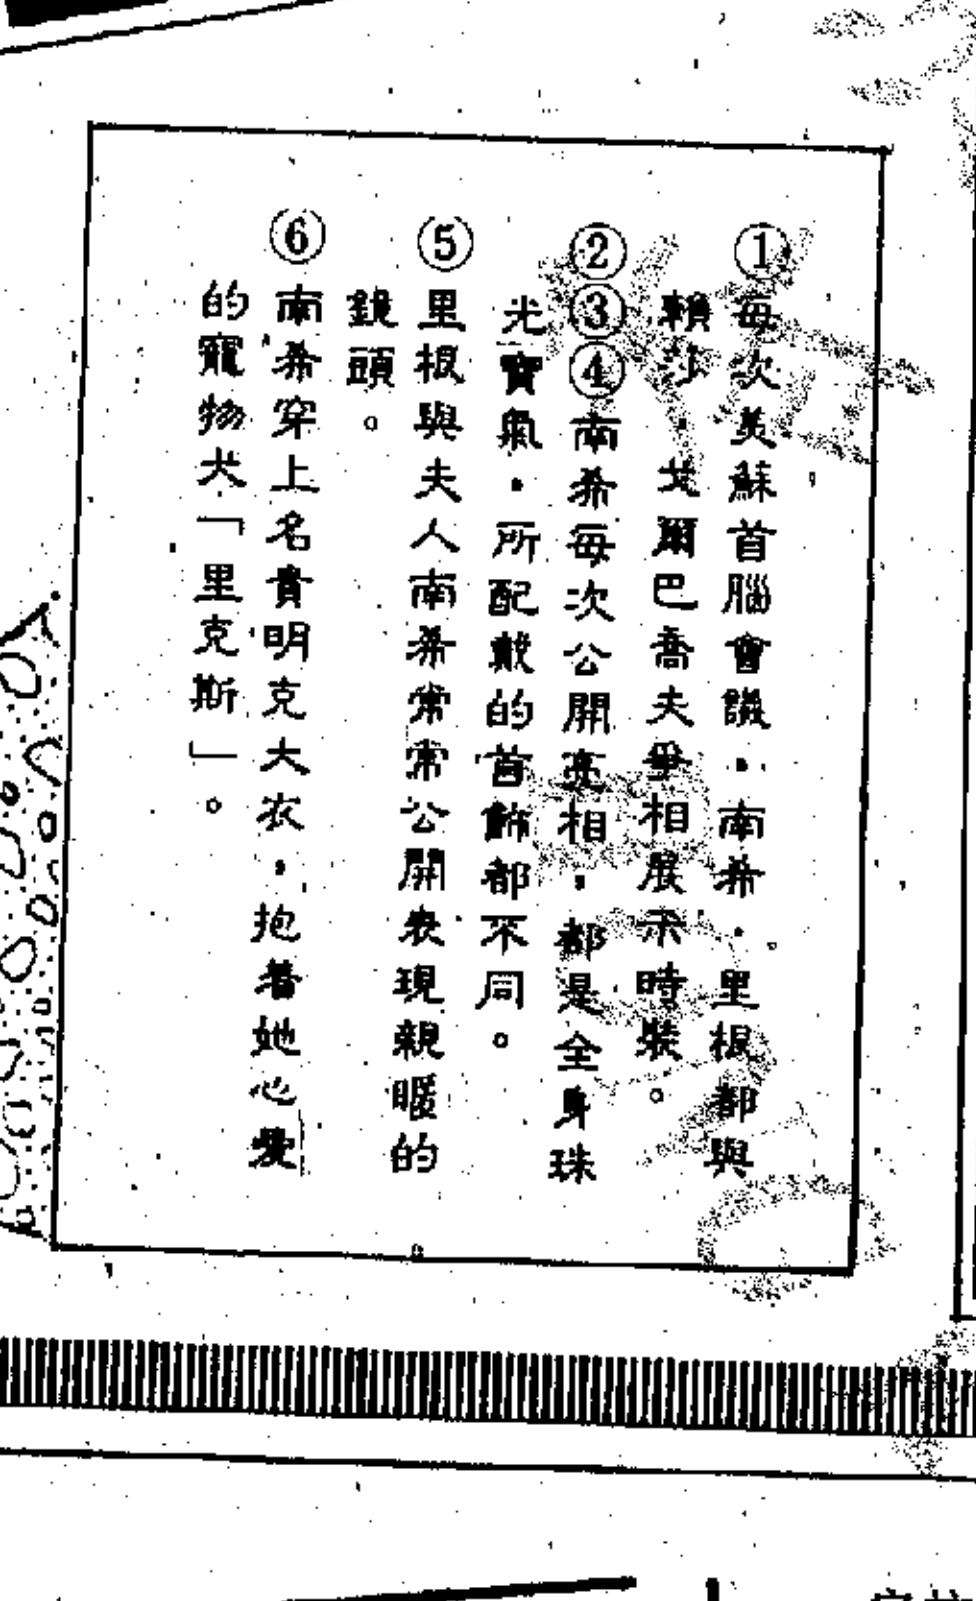 ①每次美蘇首腦會議，南希·里根都與
賴莎·戈爾巴喬夫爭相展示時裝。
②③④南希每次公開亮相，都是全身珠
光寶氣，所配戴的首飾都不同。
⑤里根與夫人南希常常公開表現親暱的
鏡頭。
⑥南希穿上名貴明克大衣，抱着她心愛
的寵物犬「里克斯」。